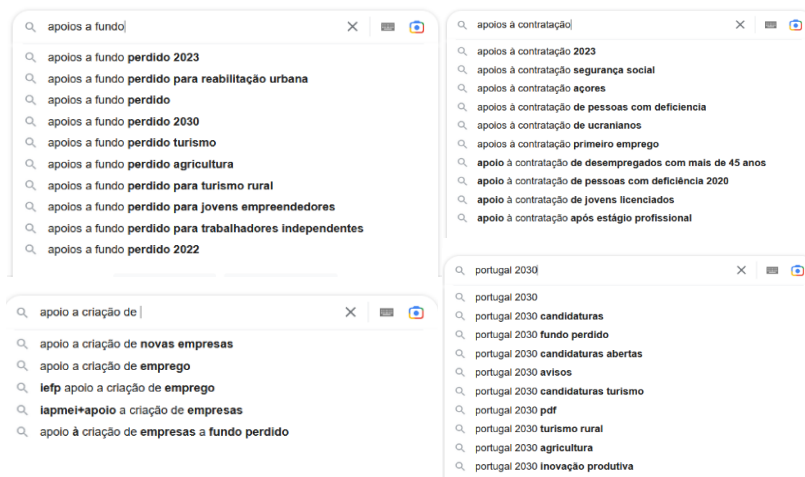 apoios a fundo
apoios a fundo perdido 2023
apoios a fundo perdido para reabilitação urbana
apoios a fundo perdido
apoios a fundo perdido 2030
apoios a fundo perdido turismo
apoios a fundo perdido agricultura
apoios a fundo perdido para turismo rural
apoios a fundo perdido para jovens empreendedores
apoios a fundo perdido para trabalhadores independentes
apoios a fundo perdido 2022
apoios à contratação
apoios à contratação 2023
apoios à contratação segurança social
apoios à contratação açores
apoios à contratação de pessoas com deficiencia
apoios à contratação de ucranianos
apoios à contratação primeiro emprego
apoio à contratação de desempregados com mais de 45 anos
apoio à contratação de pessoas com deficiência 2020
apoio à contratação de jovens licenciados
apoio à contratação após estágio profissional
apoio a criação de
apoio a criação de novas empresas
apoio a criação de emprego
iefp apoio a criação de emprego
iapmei+apoio a criação de empresas
apoio à criação de empresas a fundo perdido
portugal 2030
portugal 2030
portugal 2030 candidaturas
portugal 2030 fundo perdido
portugal 2030 candidaturas abertas
portugal 2030 avisos
portugal 2030 candidaturas turismo
portugal 2030 pdf
portugal 2030 turismo rural
portugal 2030 agricultura
portugal 2030 inovação produtiva